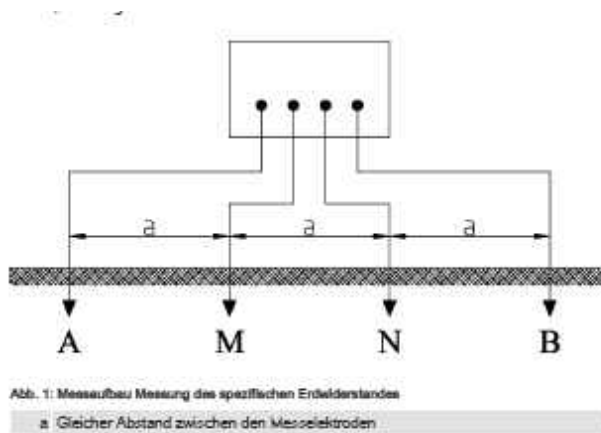 a a a
A M N B
Abb. 1: Messaufbau Messung des spezifischen Erdwiderstandes
a Gleicher Abstand zwischen den Messelektroden